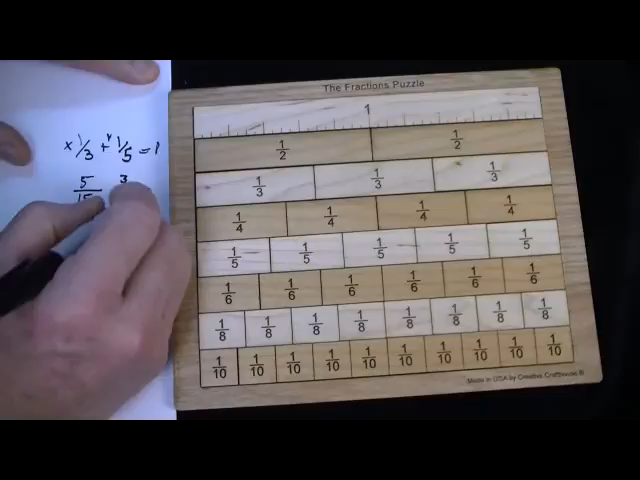 x 1/3 + y 1/5 = 1
5/15 3
The Fractions Puzzle
1
1/2 1/2
1/3 1/3 1/3
1/4 1/4 1/4 1/4
1/5 1/5 1/5 1/5 1/5
1/6 1/6 1/6 1/6 1/6 1/6
1/8 1/8 1/8 1/8 1/8 1/8 1/8 1/8
1/10 1/10 1/10 1/10 1/10 1/10 1/10 1/10 1/10 1/10
Made in USA by Creative Crafthouse ®